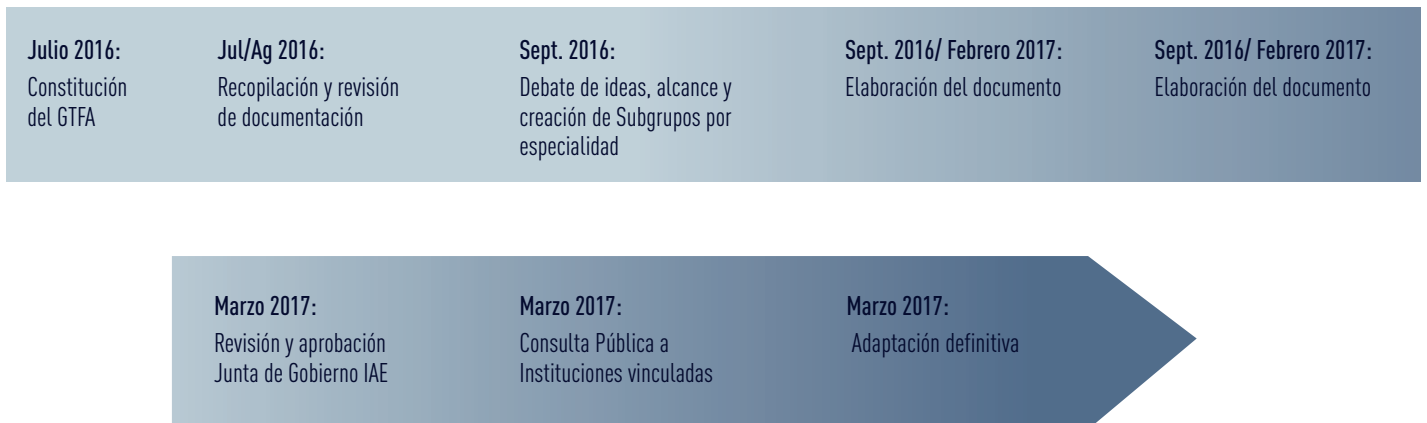 Julio 2016:
Constitución
del GTFA
Jul/Ag 2016:
Recopilación y revisión
de documentación
Sept. 2016:
Debate de ideas, alcance y
creación de Subgrupos por
especialidad
Sept. 2016/ Febrero 2017:
Elaboración del documento
Sept. 2016/ Febrero 2017:
Elaboración del documento
Marzo 2017:
Revisión y aprobación
Junta de Gobierno IAE
Marzo 2017:
Consulta Pública a
Instituciones vinculadas
Marzo 2017:
Adaptación definitiva